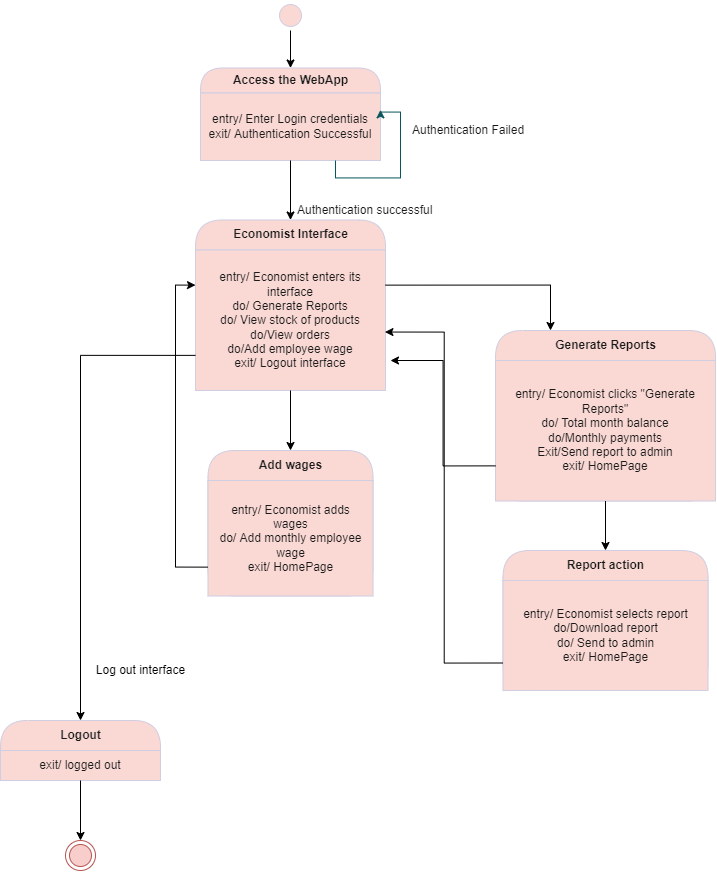 Access the WebApp
entry/ Enter Login credentials
exit/ Authentication Successful
Authentication Failed
Authentication successful
Economist Interface
entry/ Economist enters its
interface
do/ Generate Reports
do/ View stock of products
do/View orders
do/Add employee wage
exit/ Logout interface
Generate Reports
entry/ Economist clicks "Generate
Reports"
do/ Total month balance
do/Monthly payments
Exit/Send report to admin
exit/ HomePage
Add wages
entry/ Economist adds
wages
do/ Add monthly employee
wage
exit/ HomePage
Report action
entry/ Economist selects report
do/Download report
do/ Send to admin
exit/ HomePage
Log out interface
Logout
exit/ logged out